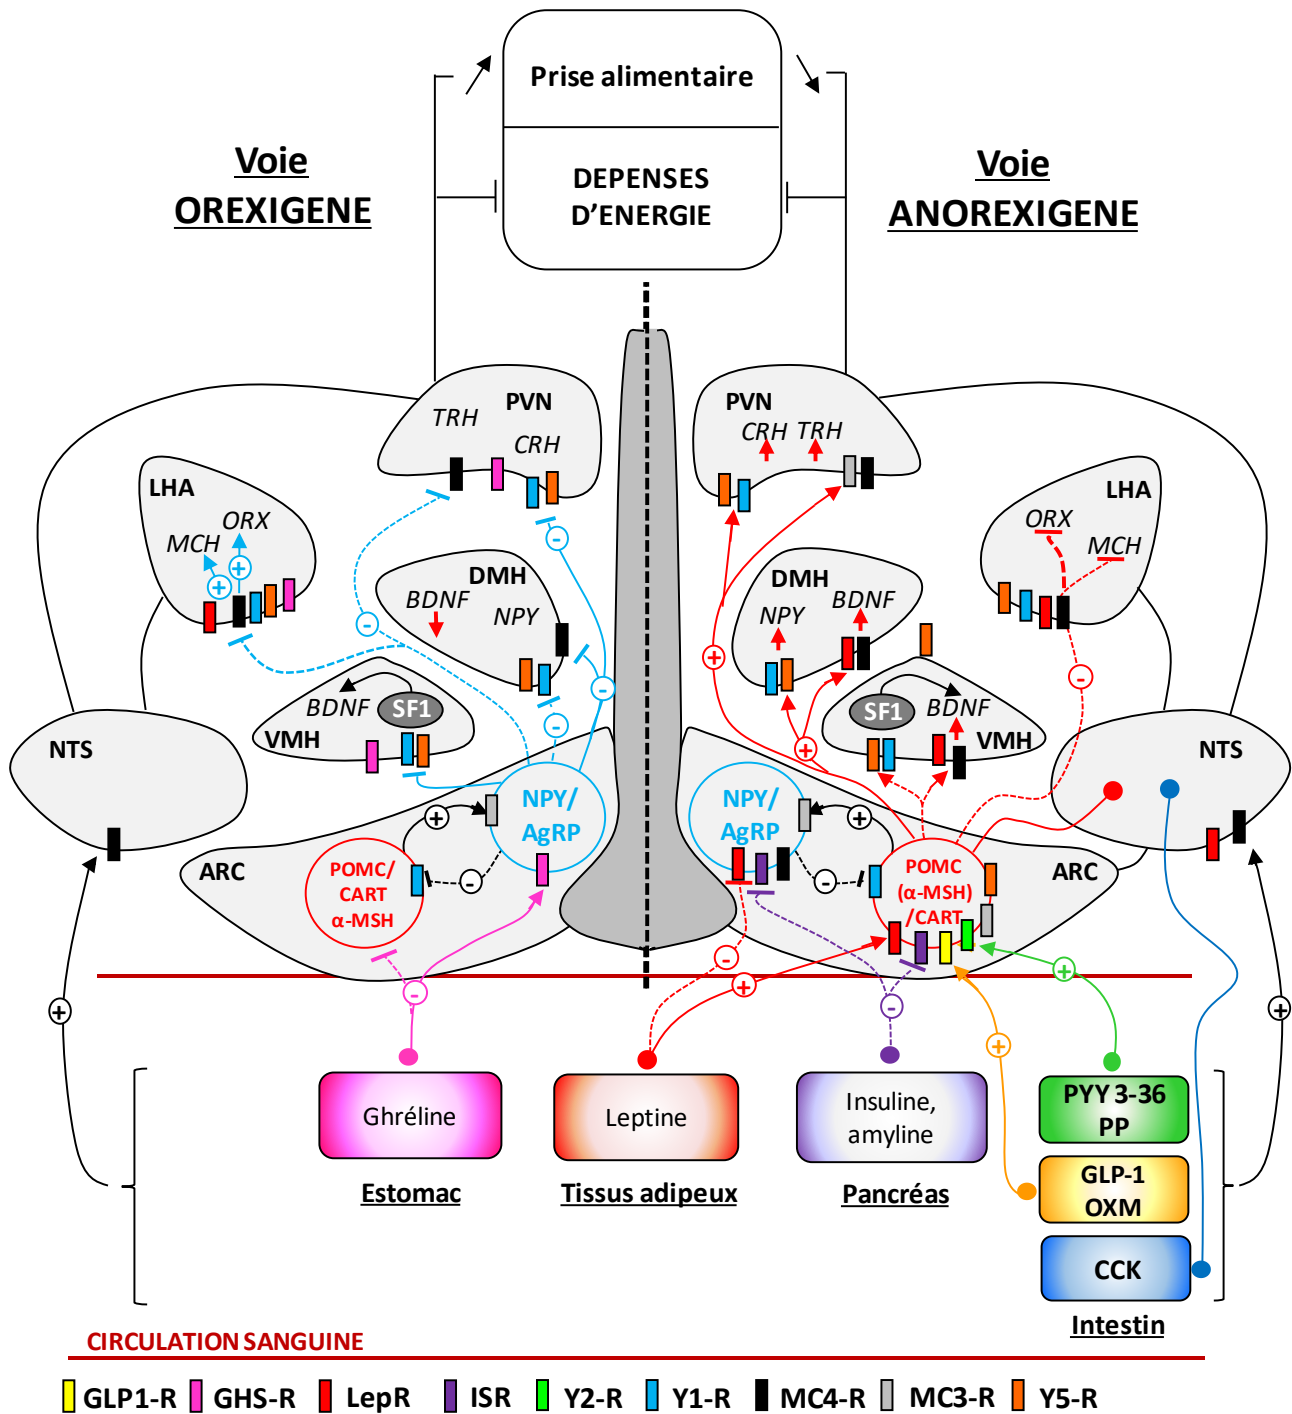 Prise alimentaire
DEPENSES
D'ENERGIE
Voie
OREXIGENE
Voie
ANOREXIGENE
PVN
TRH
CRH
PVN
CRH
TRH
LHA
ORX
MCH
LHA
ORX
MCH
DMH
BDNF
NPY
DMH
BDNF
NPY
BDNF
SF1
VMH
SF1
BDNF
VMH
NTS
NTS
+
+
-
-
-
-
+
+
-
ARC
NPY/
AgRP
POMC/
CART
α-MSH
+
-
NPY/
AgRP
POMC
(α-MSH)
/CART
ARC
+
-
-
-
+
-
+
+
+
+
Ghréline
Estomac
Leptine
Tissus adipeux
Insuline,
amyline
Pancréas
PYY 3-36
PP
GLP-1
OXM
CCK
Intestin
CIRCULATION SANGUINE
GLP1-R
GHS-R
LepR
ISR
Y2-R
Y1-R
MC4-R
MC3-R
Y5-R